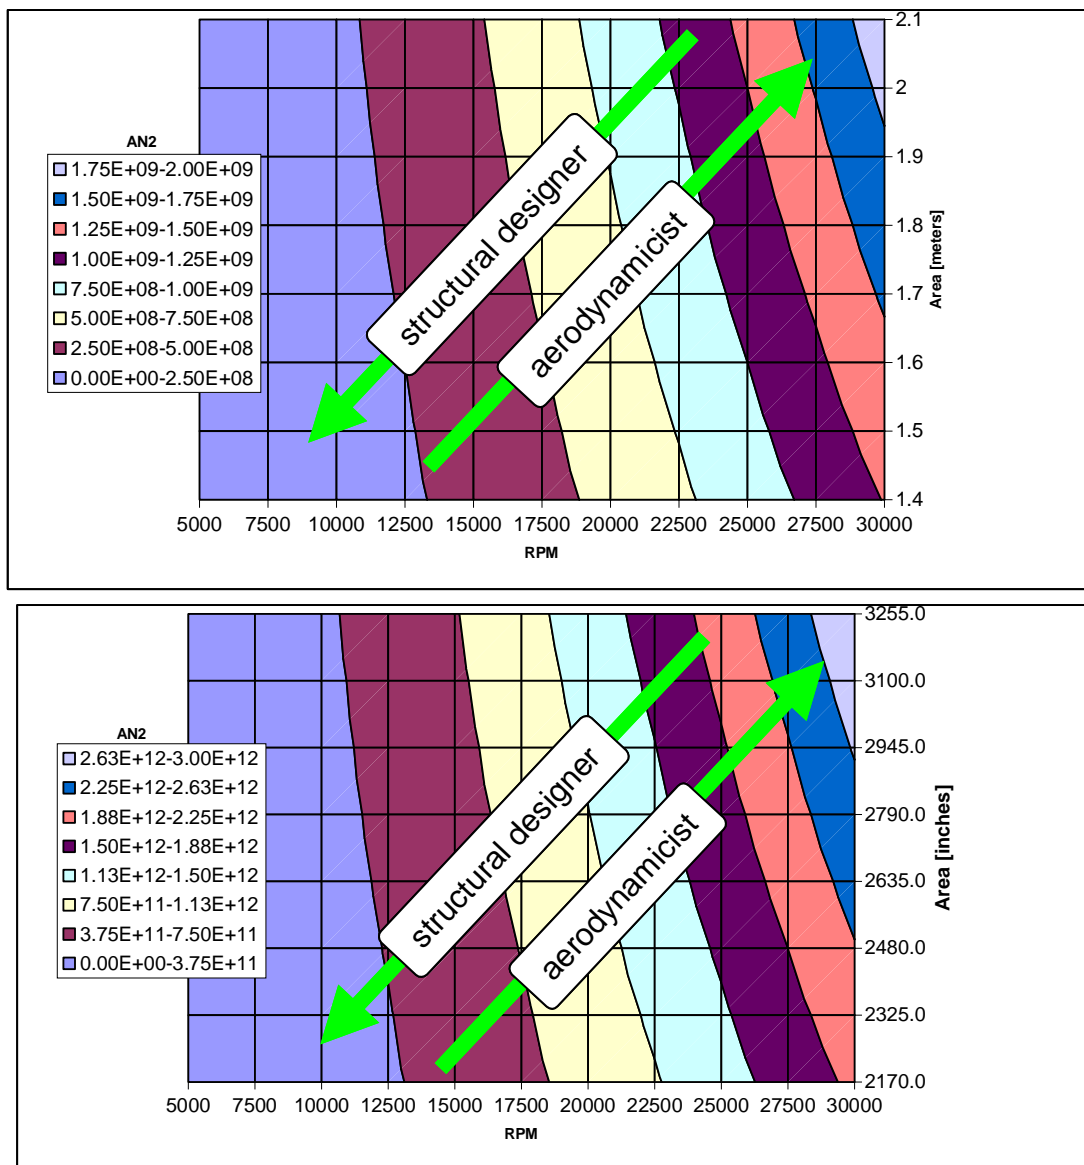 AN2
1.75E+09-2.00E+09
1.50E+09-1.75E+09
1.25E+09-1.50E+09
1.00E+09-1.25E+09
7.50E+08-1.00E+09
5.00E+08-7.50E+08
2.50E+08-5.00E+08
0.00E+00-2.50E+08
structural designer
aerodynamicist
2.1
2
1.9
1.8
1.7
1.6
1.5
1.4
Area [meters]
5000 7500 10000 12500 15000 17500 20000 22500 25000 27500 30000
RPM
AN2
2.63E+12-3.00E+12
2.25E+12-2.63E+12
1.88E+12-2.25E+12
1.50E+12-1.88E+12
1.13E+12-1.50E+12
7.50E+11-1.13E+12
3.75E+11-7.50E+11
0.00E+00-3.75E+11
structural designer
aerodynamicist
3255.0
3100.0
2945.0
2790.0
2635.0
2480.0
2325.0
2170.0
Area [inches]
5000 7500 10000 12500 15000 17500 20000 22500 25000 27500 30000
RPM